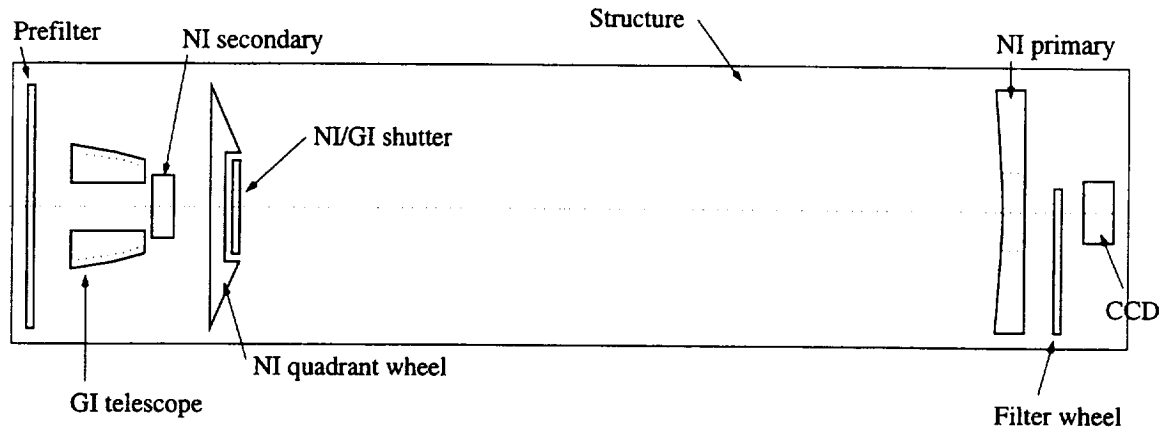 Structure
Prefilter
NI secondary
NI primary
NI/GI shutter
CCD
NI quadrant wheel
GI telescope
Filter wheel